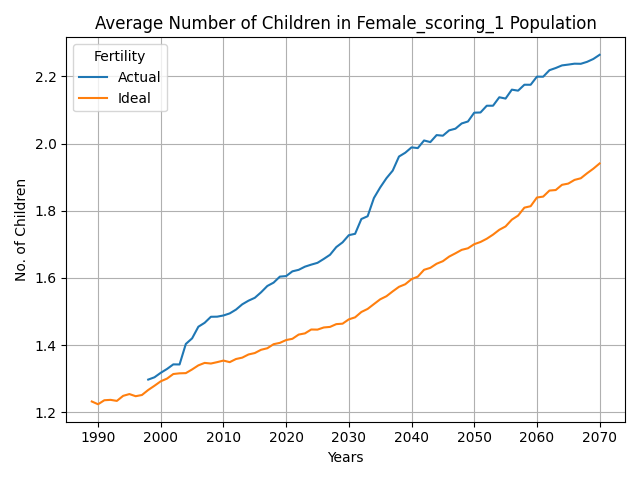 Average Number of Children in Female_scoring_1 Population
Fertility
Actual
Ideal
No. of Children
2.2
2.0
1.8
1.6
1.4
1.2
1990 2000 2010 2020 2030 2040 2050 2060 2070
Years